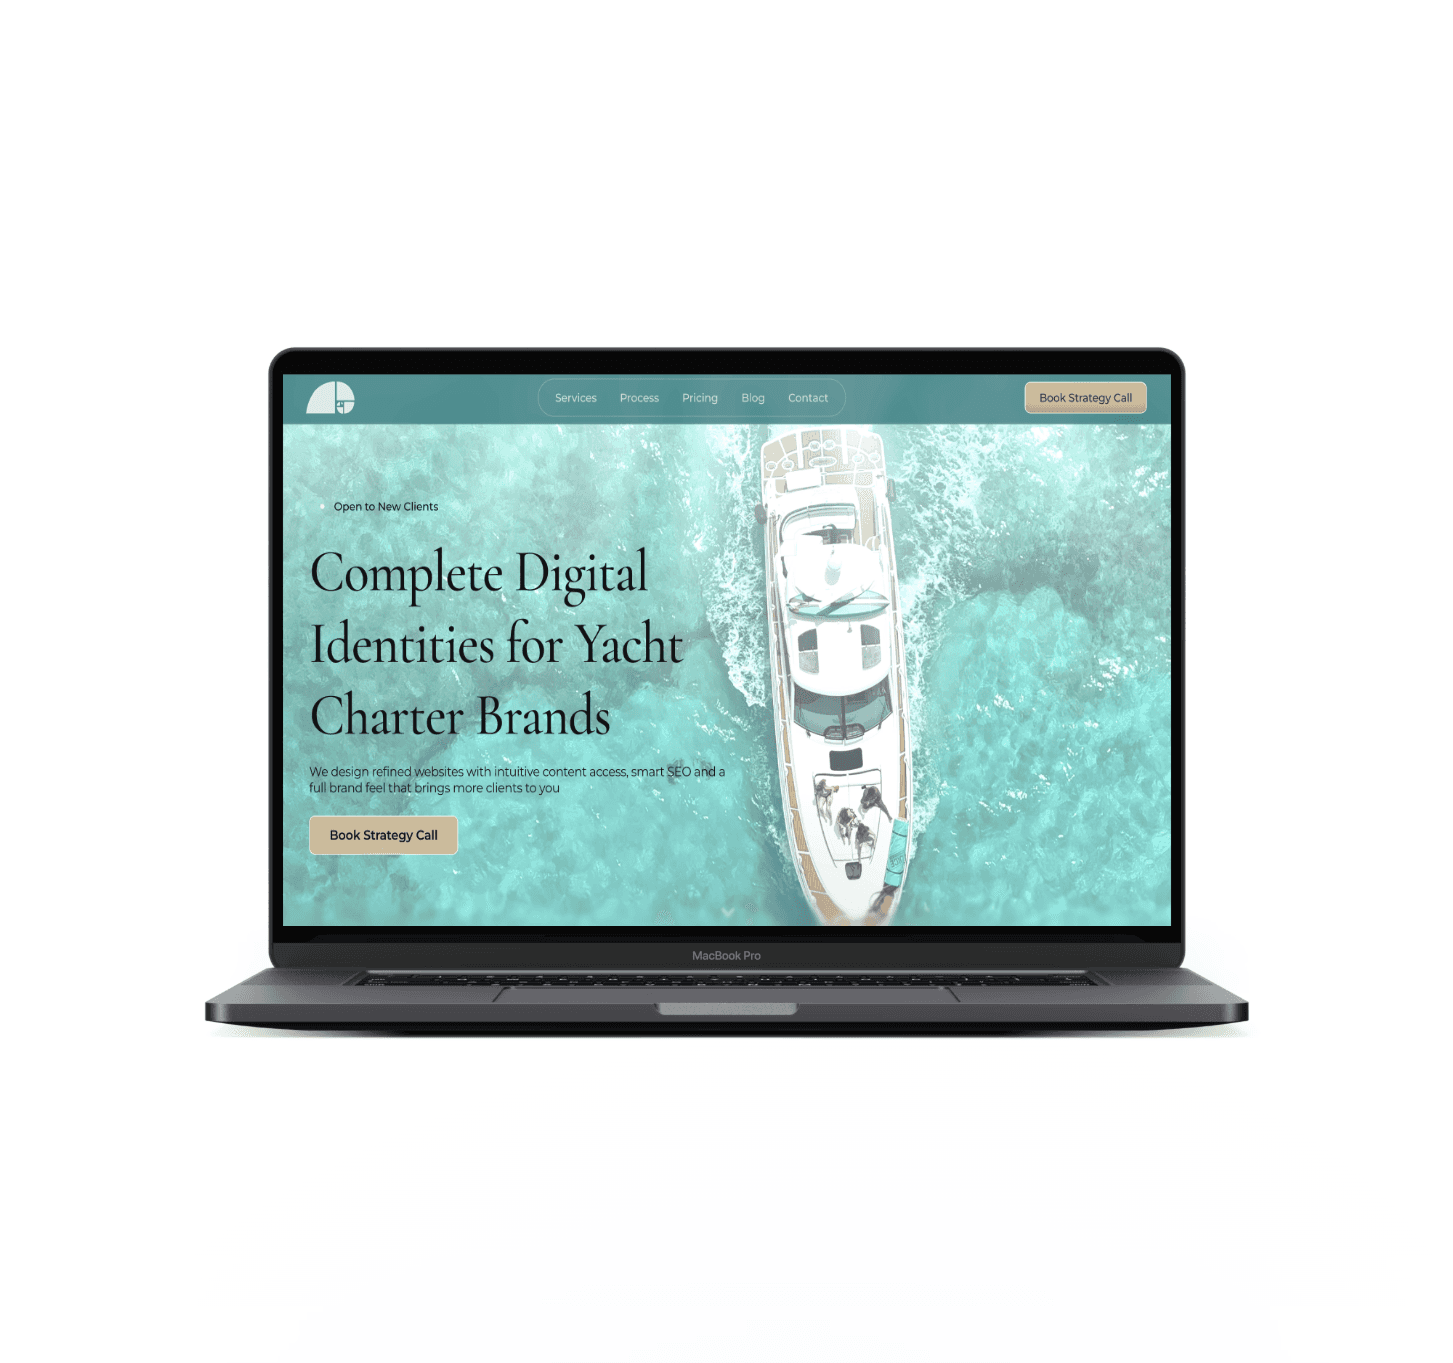 Services Process Pricing Blog Contact
Book Strategy Call
Open to New Clients
Complete Digital
Identities for Yacht
Charter Brands
We design refined websites with intuitive content access, smart SEO and a
full brand feel that brings more clients to you
Book Strategy Call
MacBook Pro